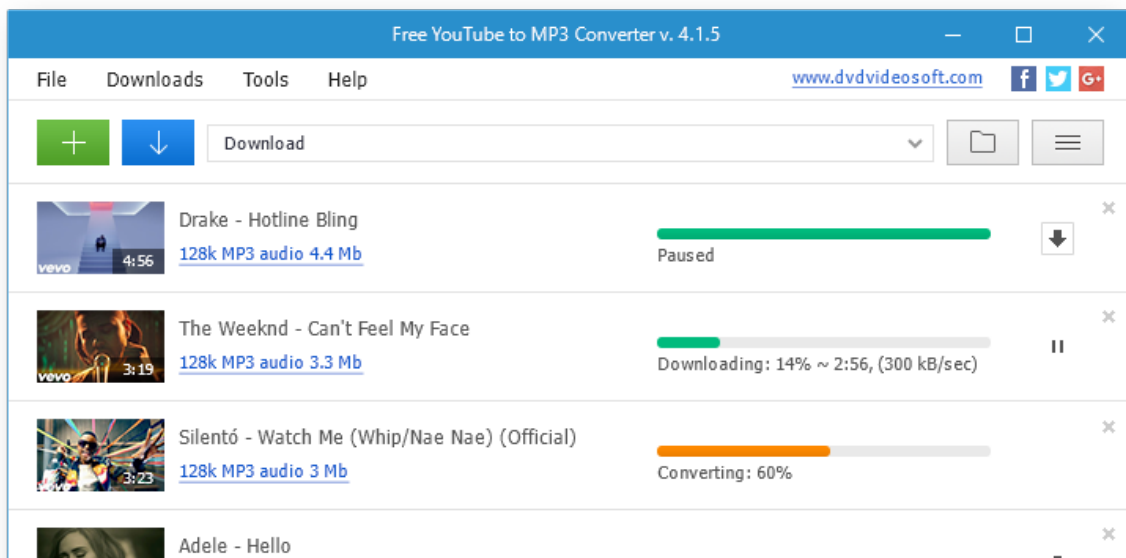 Free YouTube to MP3 Converter v. 4.1.5
File Downloads Tools Help www.dvdvideosoft.com f G+
Download
Drake - Hotline Bling
128k MP3 audio 4.4 Mb
vevo 4:56
Paused
The Weeknd - Can't Feel My Face
128k MP3 audio 3.3 Mb
vevo 3:19
Downloading: 14% ~ 2:56, (300 kB/sec)
Silentó - Watch Me (Whip/Nae Nae) (Official)
128k MP3 audio 3 Mb
vevo 3:23
Converting: 60%
Adele - Hello